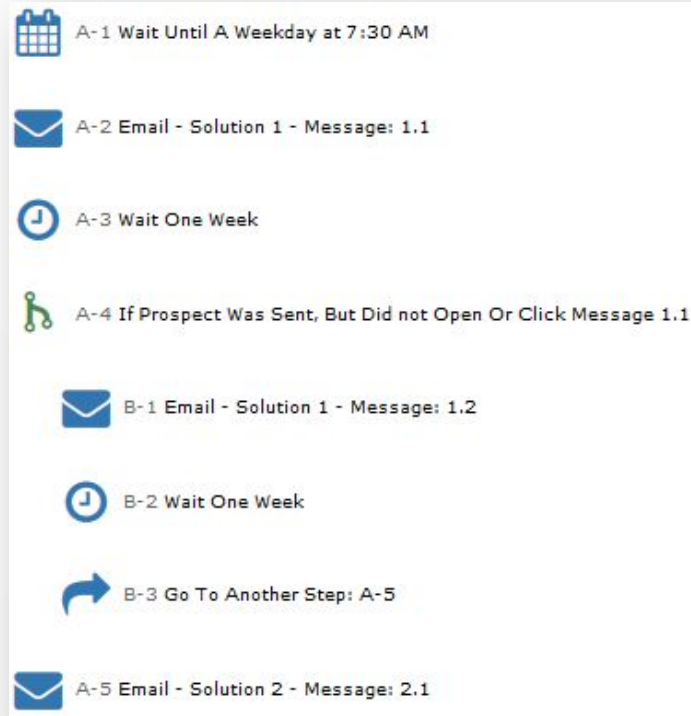 A-1 Wait Until A Weekday at 7:30 AM
A-2 Email - Solution 1 - Message: 1.1
A-3 Wait One Week
A-4 If Prospect Was Sent, But Did not Open Or Click Message 1.1
B-1 Email - Solution 1 - Message: 1.2
B-2 Wait One Week
B-3 Go To Another Step: A-5
A-5 Email - Solution 2 - Message: 2.1